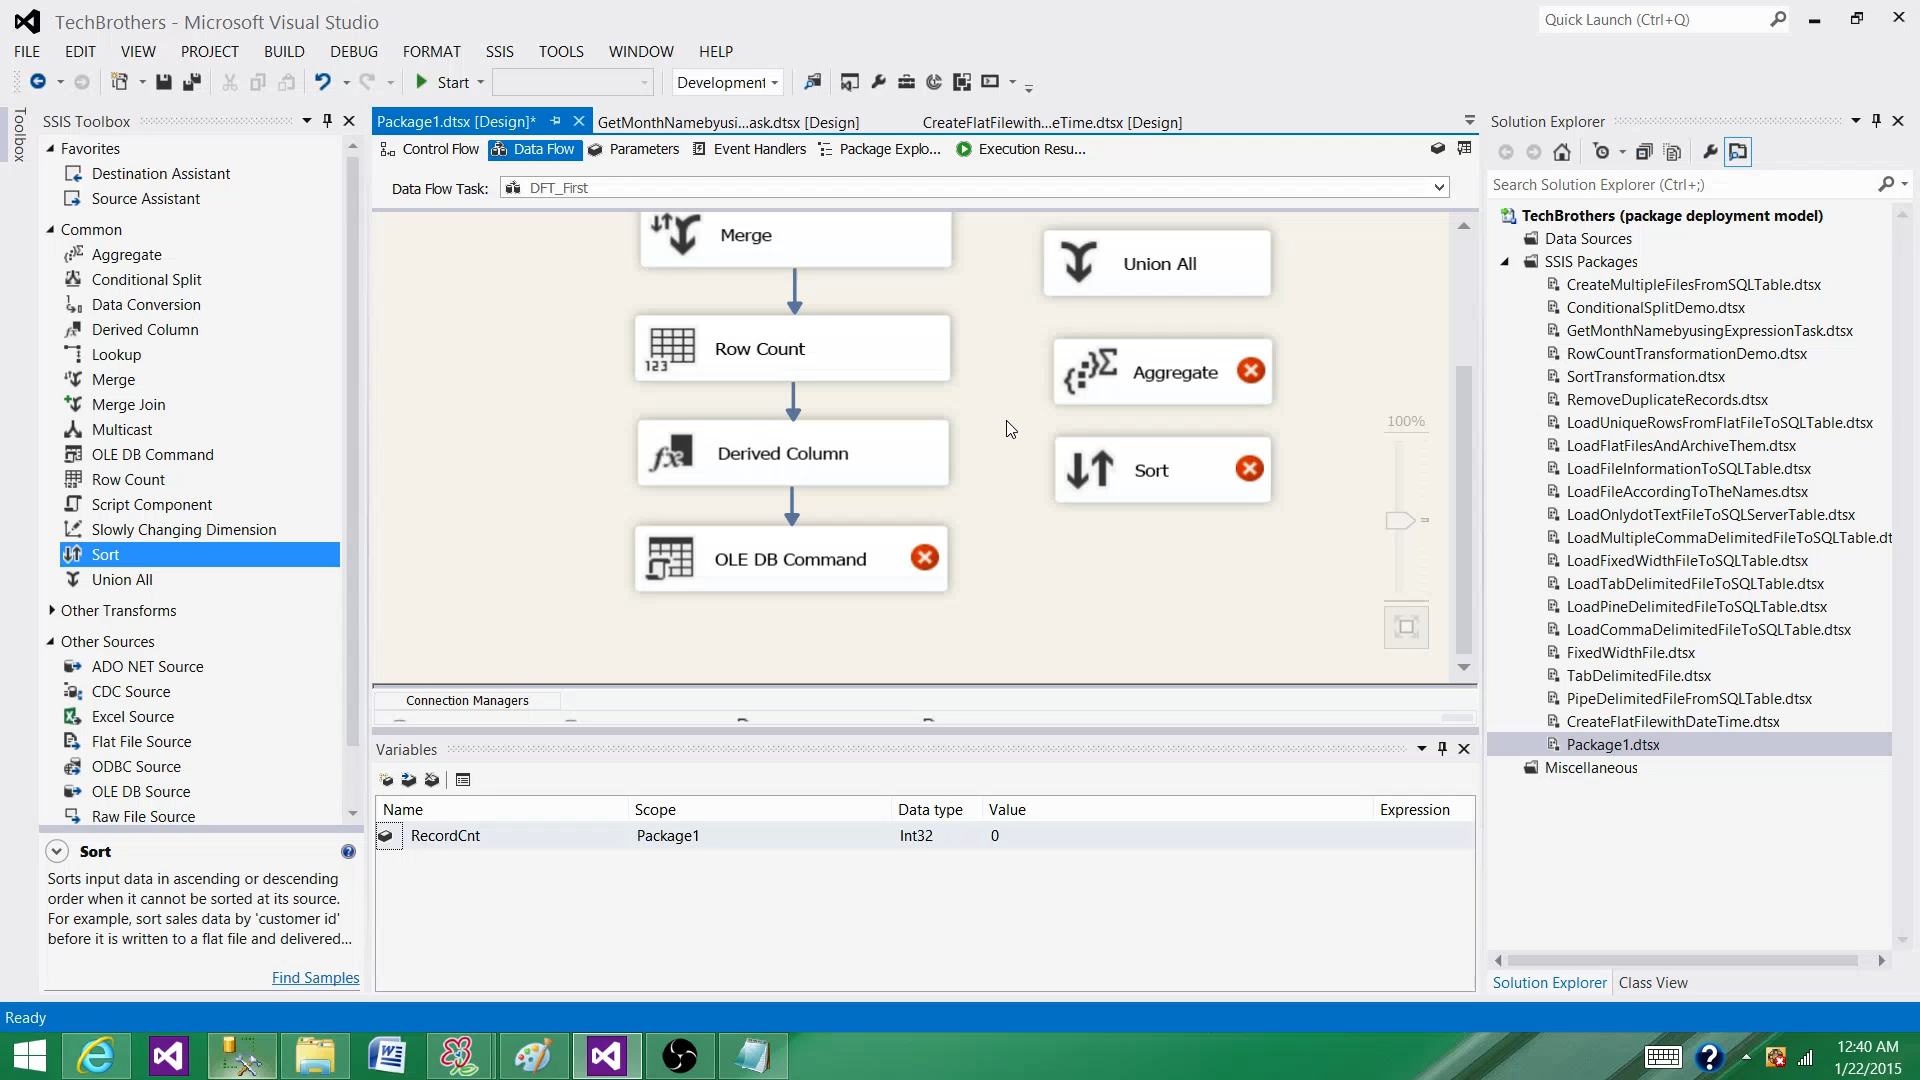 TechBrothers - Microsoft Visual Studio
Quick Launch (Ctrl+Q)
FILE EDIT VIEW PROJECT BUILD DEBUG FORMAT SSIS TOOLS WINDOW HELP
Start
Development
Toolbox
SSIS Toolbox
Favorites
Destination Assistant
Source Assistant
Common
Aggregate
Conditional Split
Data Conversion
Derived Column
Lookup
Merge
Merge Join
Multicast
OLE DB Command
Row Count
Script Component
Slowly Changing Dimension
Sort
Union All
Other Transforms
Other Sources
ADO NET Source
CDC Source
Excel Source
Flat File Source
ODBC Source
OLE DB Source
Raw File Source
Sort
Sorts input data in ascending or descending
order when it cannot be sorted at its source.
For example, sort sales data by 'customer id'
before it is written to a flat file and delivered...
Find Samples
Package1.dtsx [Design]* GetMonthNamebyusi...ask.dtsx [Design] CreateFlatFilewith...eTime.dtsx [Design]
Control Flow Data Flow Parameters Event Handlers Package Explo... Execution Resu...
Data Flow Task: DFT_First
Merge
Row Count
123
Derived Column
OLE DB Command
Union All
Aggregate
Sort
100%
Connection Managers
Variables
Name Scope Data type Value Expression
RecordCnt Package1 Int32 0
Solution Explorer
Search Solution Explorer (Ctrl+;)
TechBrothers (package deployment model)
Data Sources
SSIS Packages
CreateMultipleFilesFromSQLTable.dtsx
ConditionalSplitDemo.dtsx
GetMonthNamebyusingExpressionTask.dtsx
RowCountTransformationDemo.dtsx
SortTransformation.dtsx
RemoveDuplicateRecords.dtsx
LoadUniqueRowsFromFlatFileToSQLTable.dtsx
LoadFlatFilesAndArchiveThem.dtsx
LoadFileInformationToSQLTable.dtsx
LoadFileAccordingToTheNames.dtsx
LoadOnlydotTextFileToSQLServerTable.dtsx
LoadMultipleCommaDelimitedFileToSQLTable.dt
LoadFixedWidthFileToSQLTable.dtsx
LoadTabDelimitedFileToSQLTable.dtsx
LoadPineDelimitedFileToSQLTable.dtsx
LoadCommaDelimitedFileToSQLTable.dtsx
FixedWidthFile.dtsx
TabDelimitedFile.dtsx
PipeDelimitedFileFromSQLTable.dtsx
CreateFlatFilewithDateTime.dtsx
Package1.dtsx
Miscellaneous
Solution Explorer Class View
Ready
12:40 AM
1/22/2015